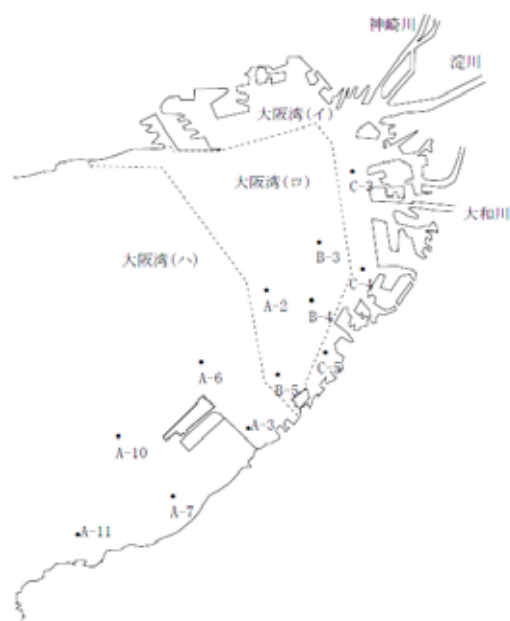 神崎川
淀川
大阪湾(イ)
大阪湾(ロ)
C-3
大和川
B-3
大阪湾(ハ)
C-4
A-2
B-4
C-5
A-6
B-5
A-3
A-10
A-7
A-11